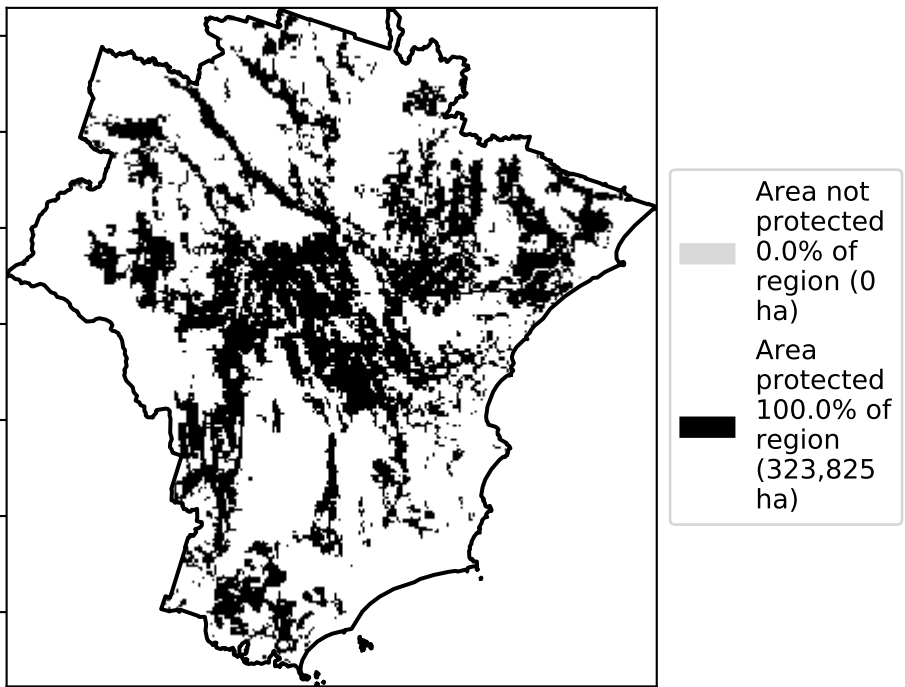 Area not
protected
0.0% of
region (0
ha)
Area
protected
100.0% of
region
(323,825
ha)